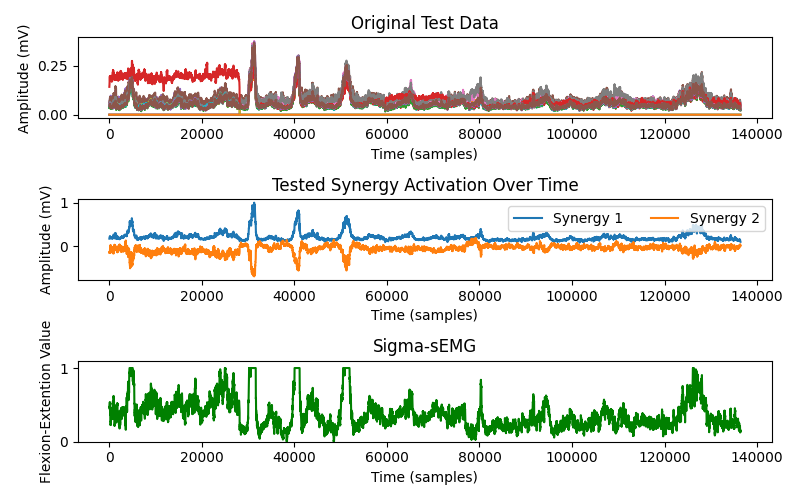 Original Test Data
Amplitude (mV)
0.25
0.00
0 20000 40000 60000 80000 100000 120000 140000
Time (samples)
Tested Synergy Activation Over Time
Amplitude (mV)
1
0
Synergy 1 Synergy 2
0 20000 40000 60000 80000 100000 120000 140000
Time (samples)
Sigma-sEMG
Flexion-Extention Value
1
0
0 20000 40000 60000 80000 100000 120000 140000
Time (samples)